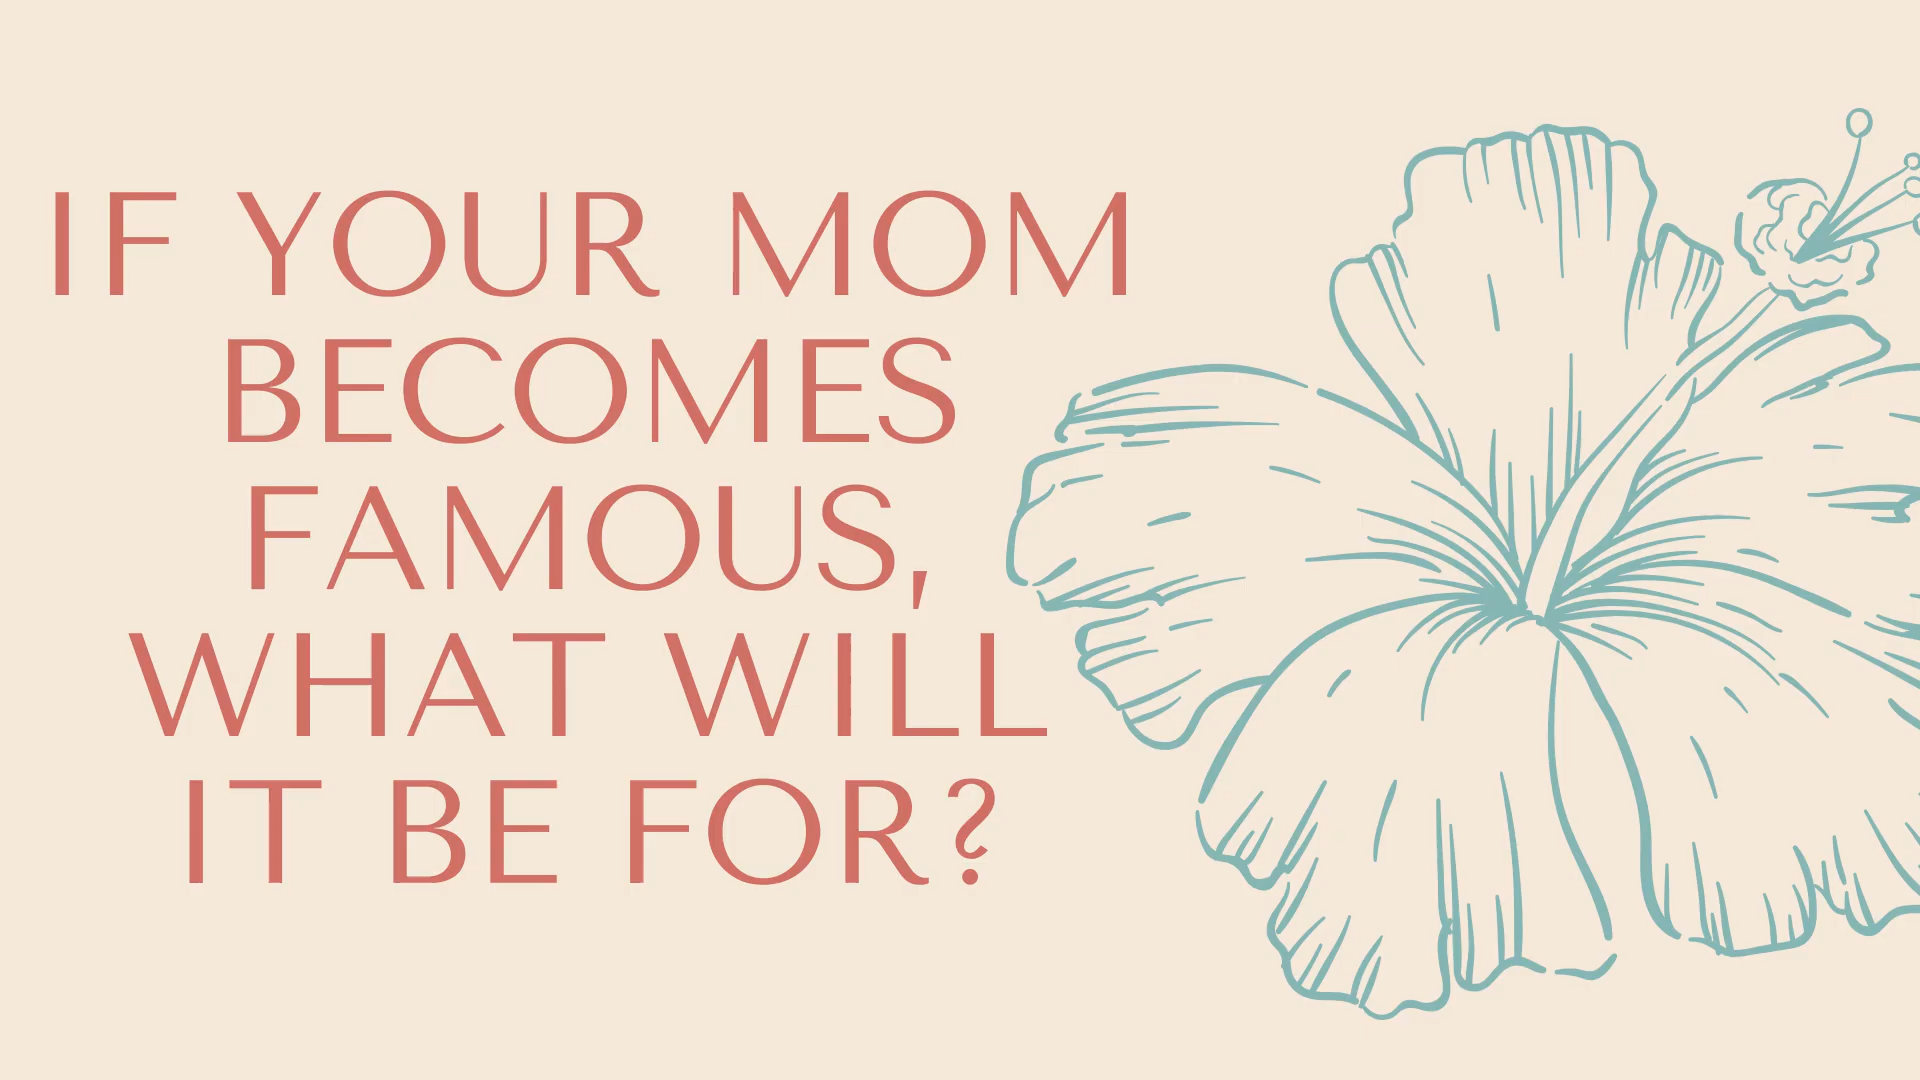 IF YOUR MOM
BECOMES
FAMOUS,
WHAT WILL
IT BE FOR?